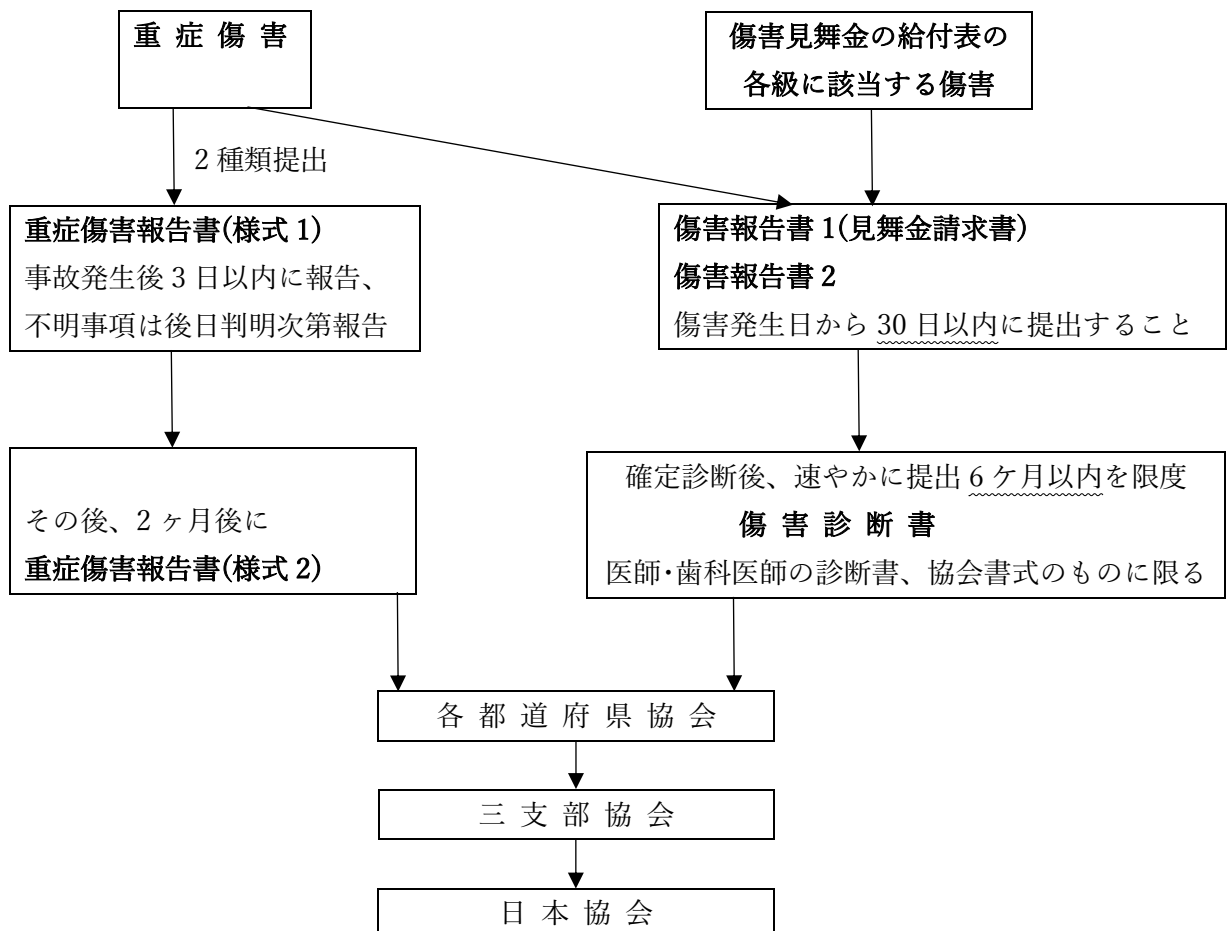 重 症 傷 害
傷害見舞金の給付表の
各級に該当する傷害
2 種類提出
重症傷害報告書(様式 1)
事故発生後 3 日以内に報告、
不明事項は後日判明次第報告
傷害報告書 1(見舞金請求書)
傷害報告書 2
傷害発生日から 30 日以内に提出すること
その後、2 ヶ月後に
重症傷害報告書(様式 2)
確定診断後、速やかに提出 6 ケ月以内を限度
傷 害 診 断 書
医師･歯科医師の診断書、協会書式のものに限る
各 都 道 府 県 協 会
三 支 部 協 会
日 本 協 会